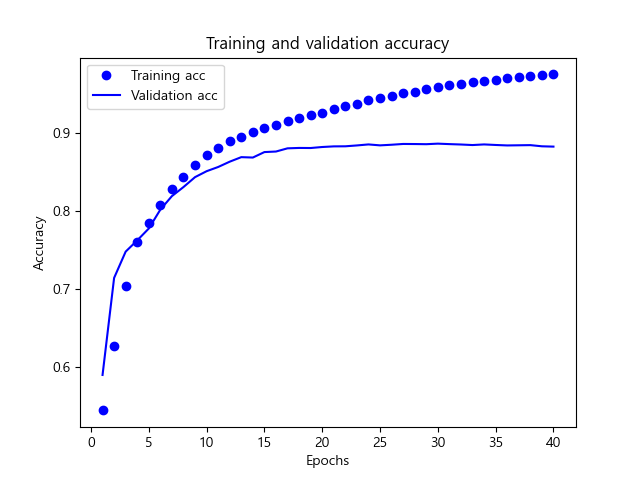 Training and validation accuracy
Training acc
Validation acc
0.9
0.8
0.7
0.6
Accuracy
0 5 10 15 20 25 30 35 40
Epochs